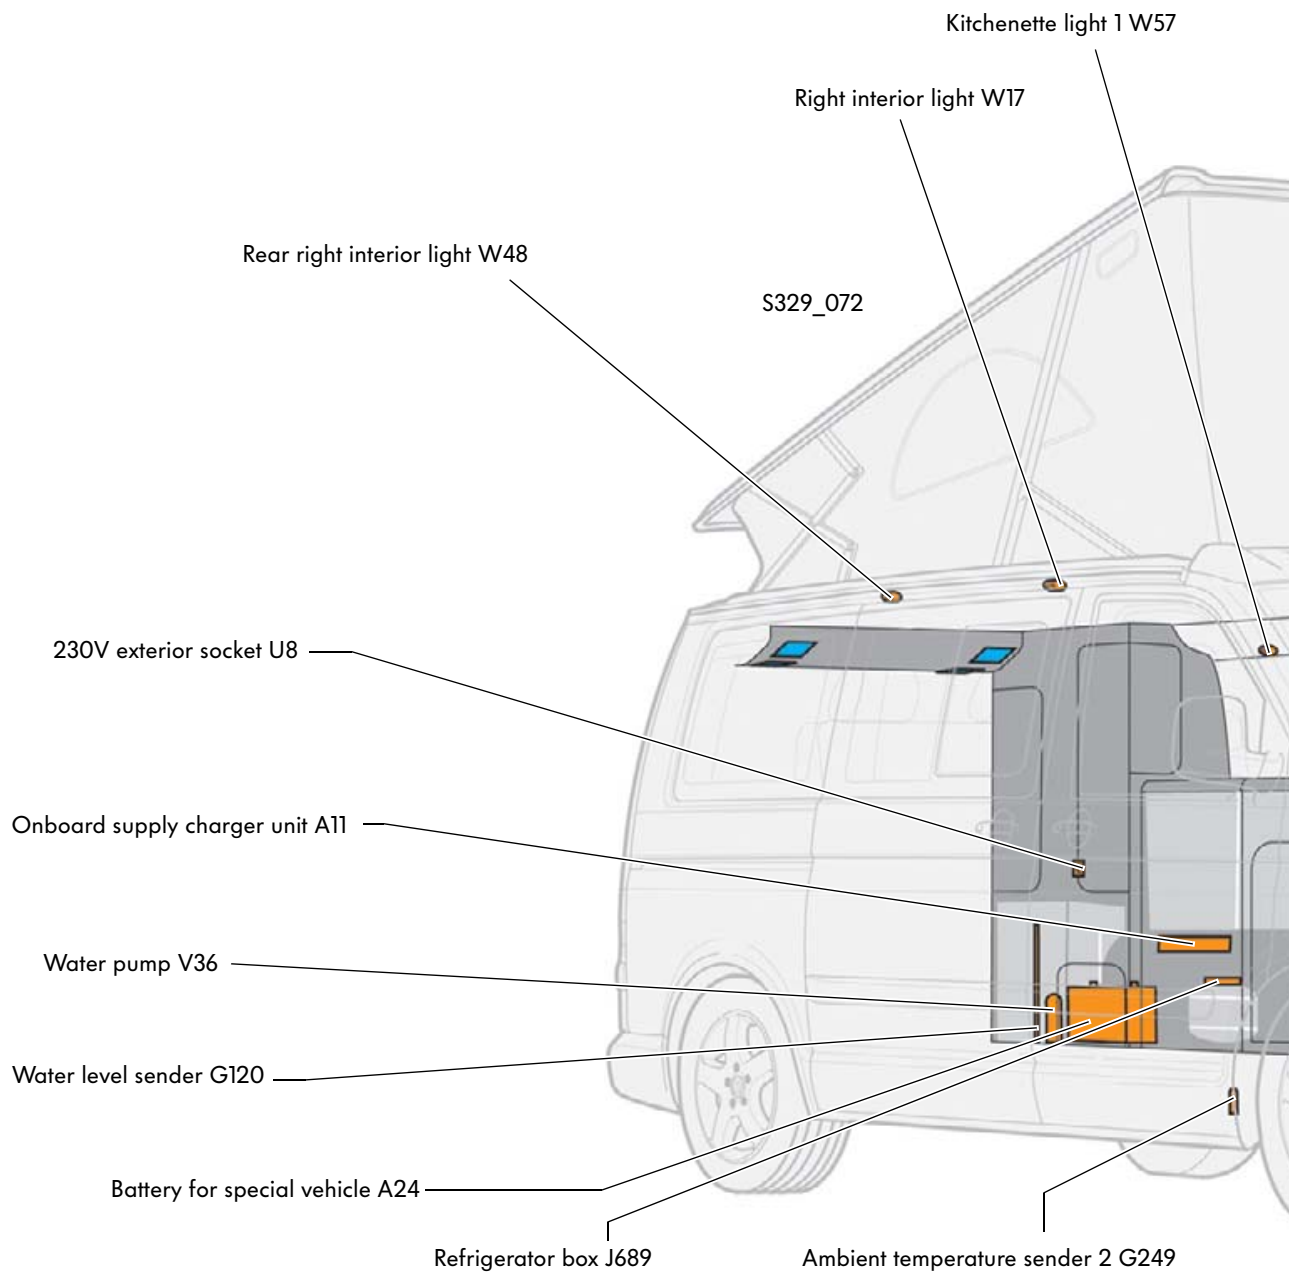 Kitchenette light 1 W57
Right interior light W17
Rear right interior light W48
S329_072
230V exterior socket U8
Onboard supply charger unit A11
Water pump V36
Water level sender G120
Battery for special vehicle A24
Refrigerator box J689
Ambient temperature sender 2 G249